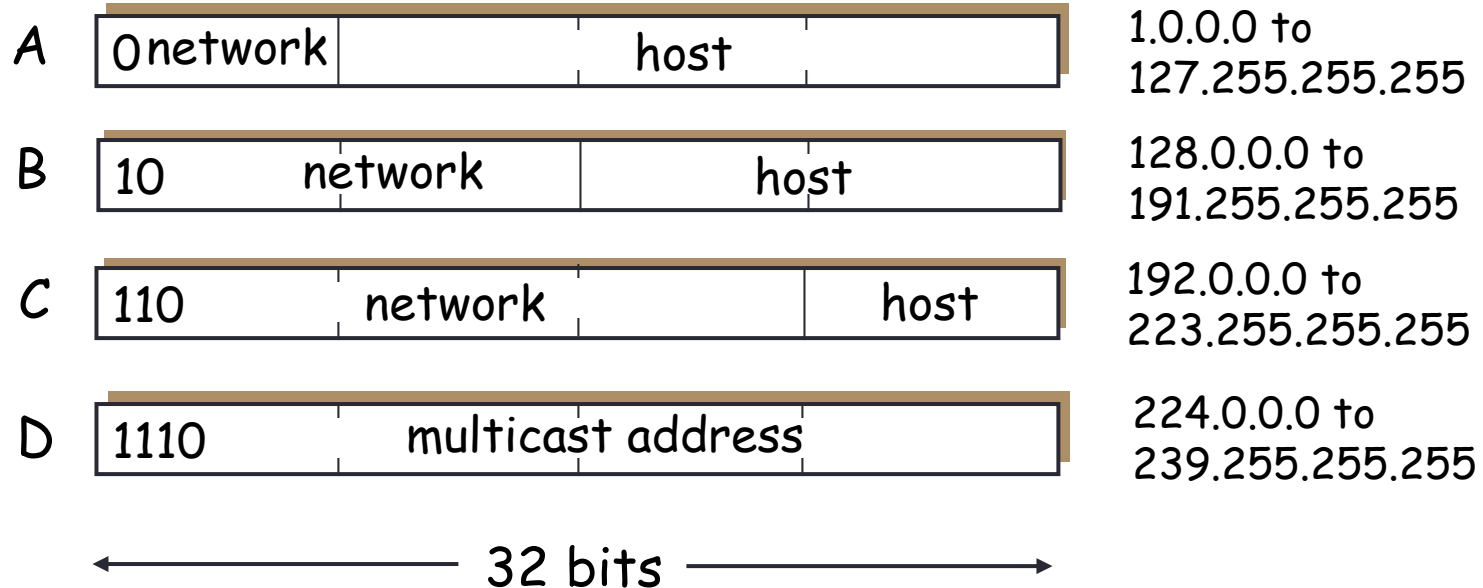 A 0 network host 1.0.0.0 to
127.255.255.255
B 10 network host 128.0.0.0 to
191.255.255.255
C 110 network host 192.0.0.0 to
223.255.255.255
D 1110 multicast address 224.0.0.0 to
239.255.255.255
32 bits